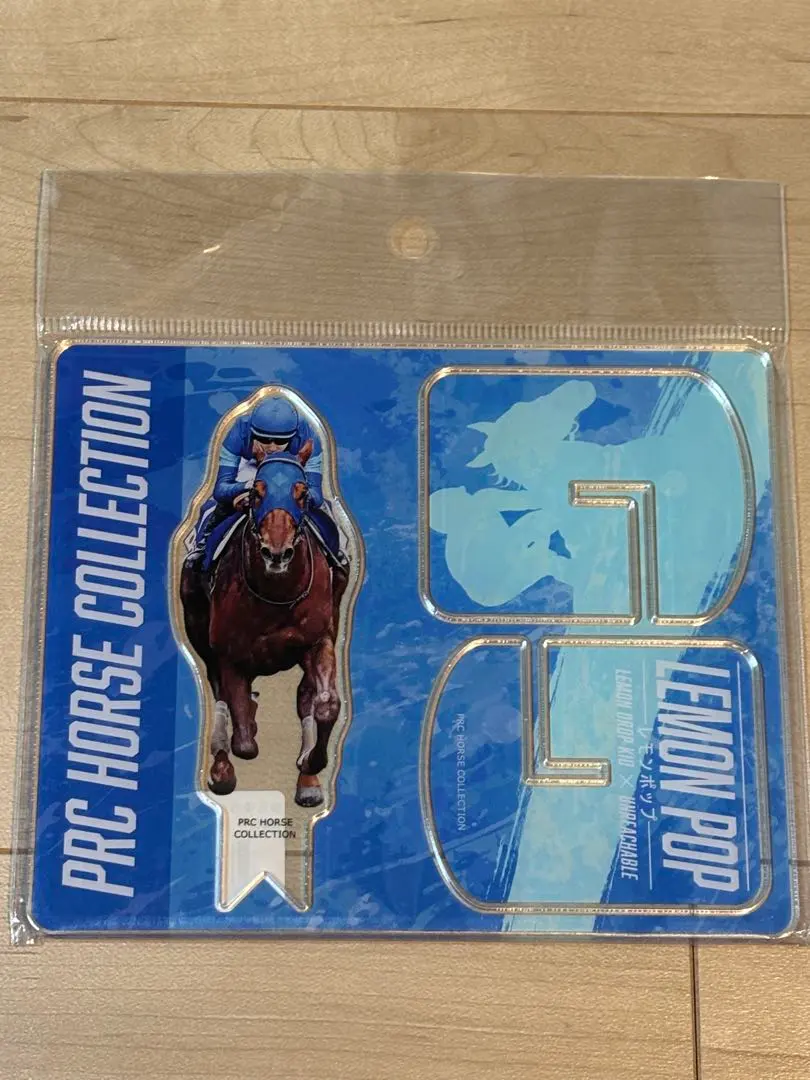 PRC HORSE COLLECTION
PRC HORSE
COLLECTION
LEMON POP
レモンポップ
LEMON DROP KID × UNREACHABLE
PRC HORSE COLLECTION